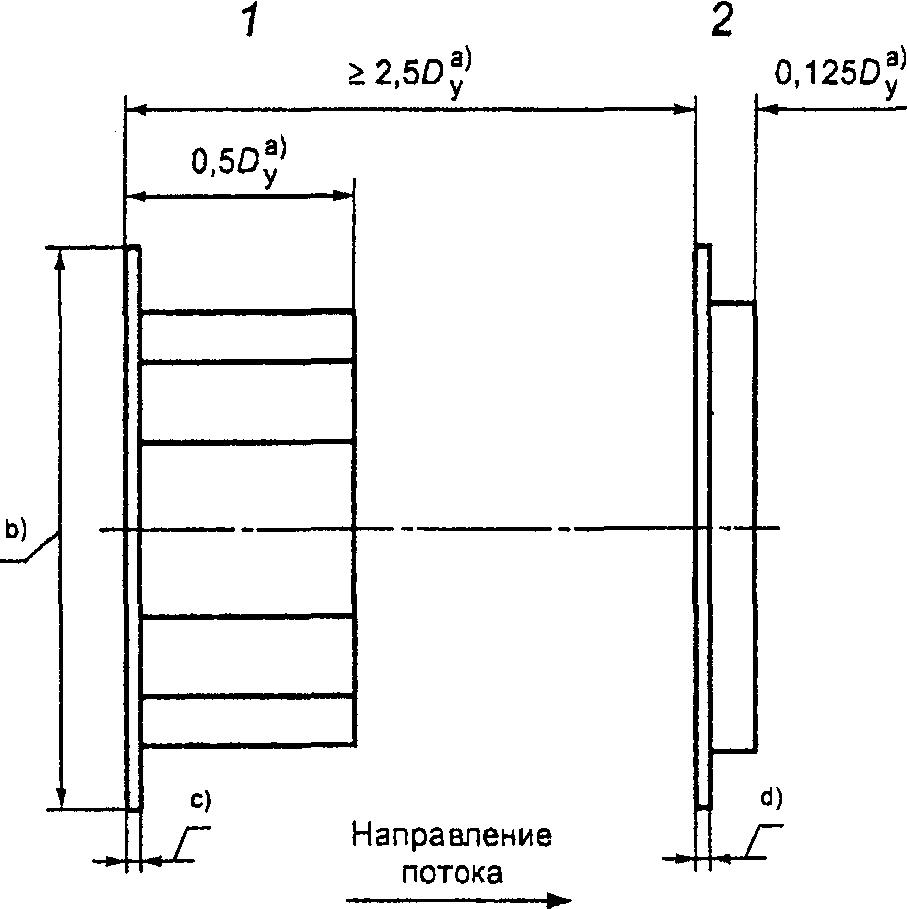 1 2
≥ 2,5D_y^a) 0,125D_y^a)
0,5D_y^a)
b)
c) d)
Направление
потока